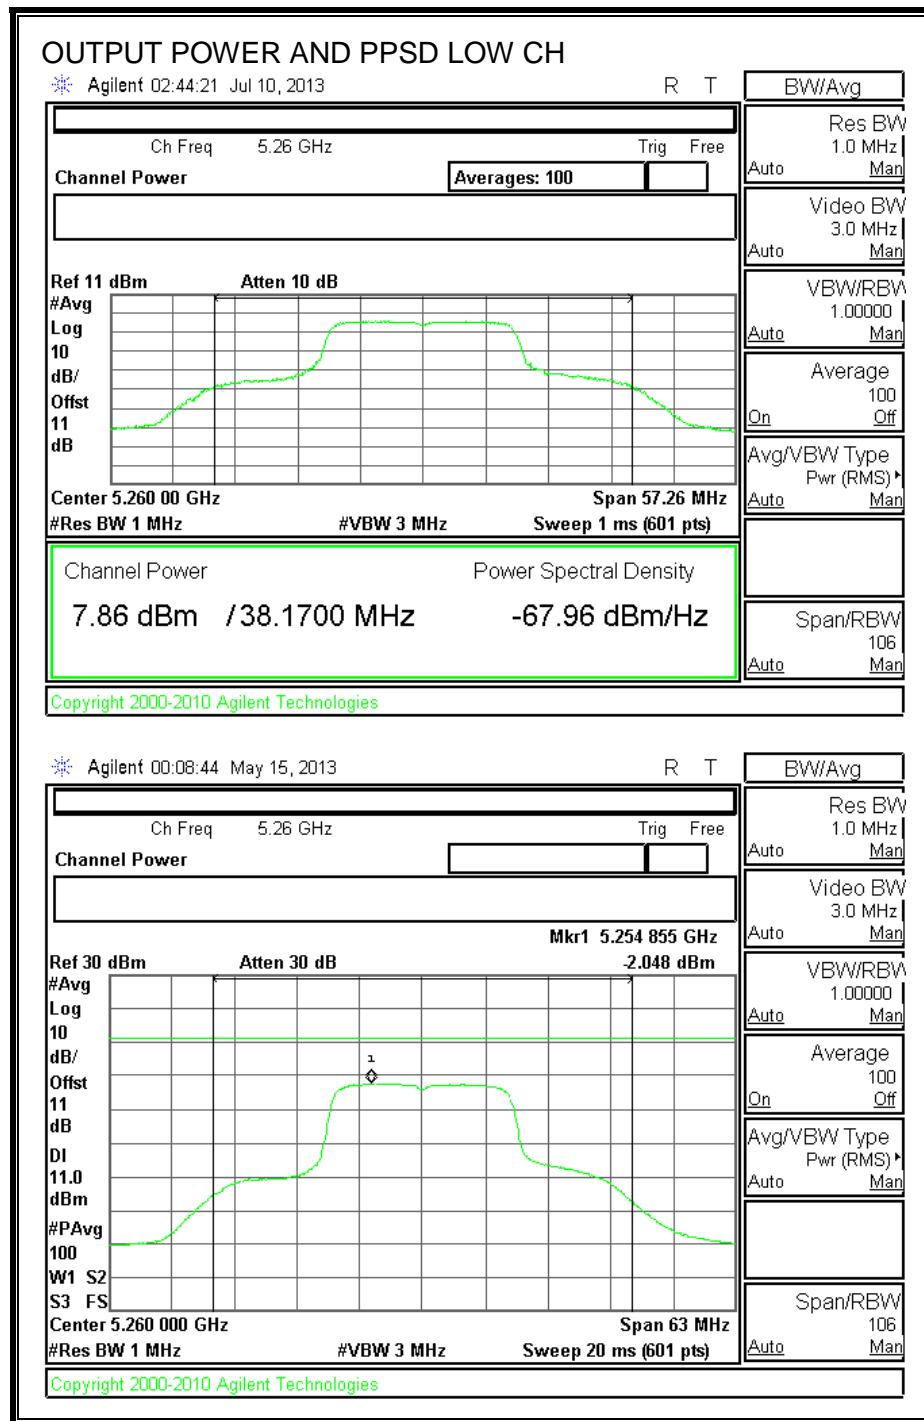 OUTPUT POWER AND PPSD LOW CH
Agilent 02:44:21 Jul 10, 2013 R T
BW/Avg
Ch Freq 5.26 GHz Trig Free
Channel Power Averages: 100
Res BW
1.0 MHz
Auto Man
Video BW
3.0 MHz
Auto Man
Ref 11 dBm Atten 10 dB
#Avg
Log
10
dB/
Offst
11
dB
VBW/RBW
1.00000
Auto Man
Average
100
On Off
Avg/VBW Type
Pwr (RMS)
Auto Man
Center 5.260 00 GHz Span 57.26 MHz
#Res BW 1 MHz #VBW 3 MHz Sweep 1 ms (601 pts)
Channel Power Power Spectral Density
7.86 dBm /38.1700 MHz -67.96 dBm/Hz
Span/RBW
106
Auto Man
Copyright 2000-2010 Agilent Technologies
Agilent 00:08:44 May 15, 2013 R T
BW/Avg
Ch Freq 5.26 GHz Trig Free
Channel Power
Res BW
1.0 MHz
Auto Man
Video BW
3.0 MHz
Auto Man
Mkr1 5.254 855 GHz
Ref 30 dBm Atten 30 dB -2.048 dBm
#Avg
Log
10
dB/
Offst
11
dB
DI
11.0
dBm
#PAvg
100
W1 S2
S3 FS
1
VBW/RBW
1.00000
Auto Man
Average
100
On Off
Avg/VBW Type
Pwr (RMS)
Auto Man
Center 5.260 000 GHz Span 63 MHz
#Res BW 1 MHz #VBW 3 MHz Sweep 20 ms (601 pts)
Span/RBW
106
Auto Man
Copyright 2000-2010 Agilent Technologies